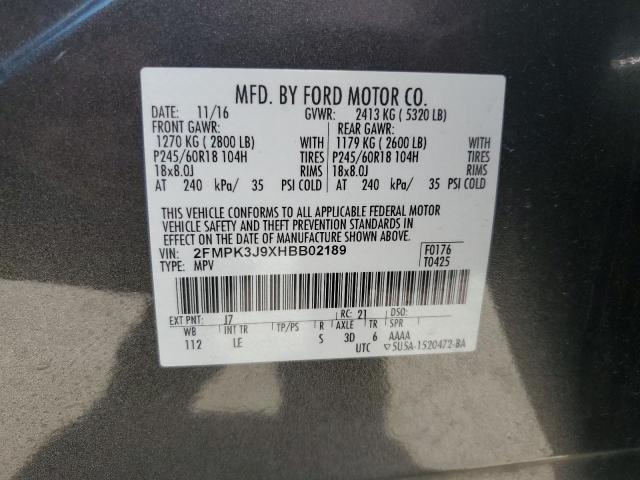 MFD. BY FORD MOTOR CO.
DATE: 11/16 GVWR: 2413 KG ( 5320 LB)
FRONT GAWR: REAR GAWR:
1270 KG ( 2800 LB) WITH 1179 KG ( 2600 LB) WITH
P245/60R18 104H TIRES P245/60R18 104H TIRES
18x8.0J RIMS 18x8.0J RIMS
AT 240 kPa/ 35 PSI COLD AT 240 kPa/ 35 PSI COLD
THIS VEHICLE CONFORMS TO ALL APPLICABLE FEDERAL MOTOR
VEHICLE SAFETY AND THEFT PREVENTION STANDARDS IN
EFFECT ON THE DATE OF MANUFACTURE SHOWN ABOVE.
VIN: 2FMPK3J9XHBB02189 F0176
TYPE: MPV T0425
EXT PNT: J7 RC: 21 DSO:
WB INT TR TP/PS R AXLE TR SPR
112 LE S 3D 6 AAAA
UTC ▽5U5A-1520472-BA